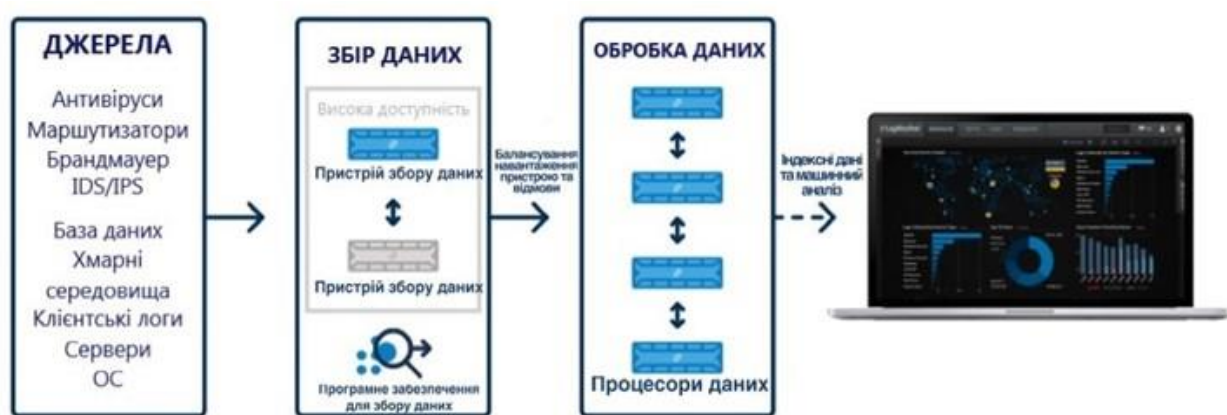 ДЖЕРЕЛА
Антивіруси
Маршутизатори
Брандмауер
IDS/IPS
База даних
Хмарні
середовища
Клієнтські логи
Сервери
ОС
ЗБІР ДАНИХ
Висока доступність
Пристрій збору даних
Пристрій збору даних
Програмне забезпечення
для збору даних
Балансування
навантаження
пристрою та
відмови
ОБРОБКА ДАНИХ
Процесори даних
Індексні дані
та машинний
аналіз